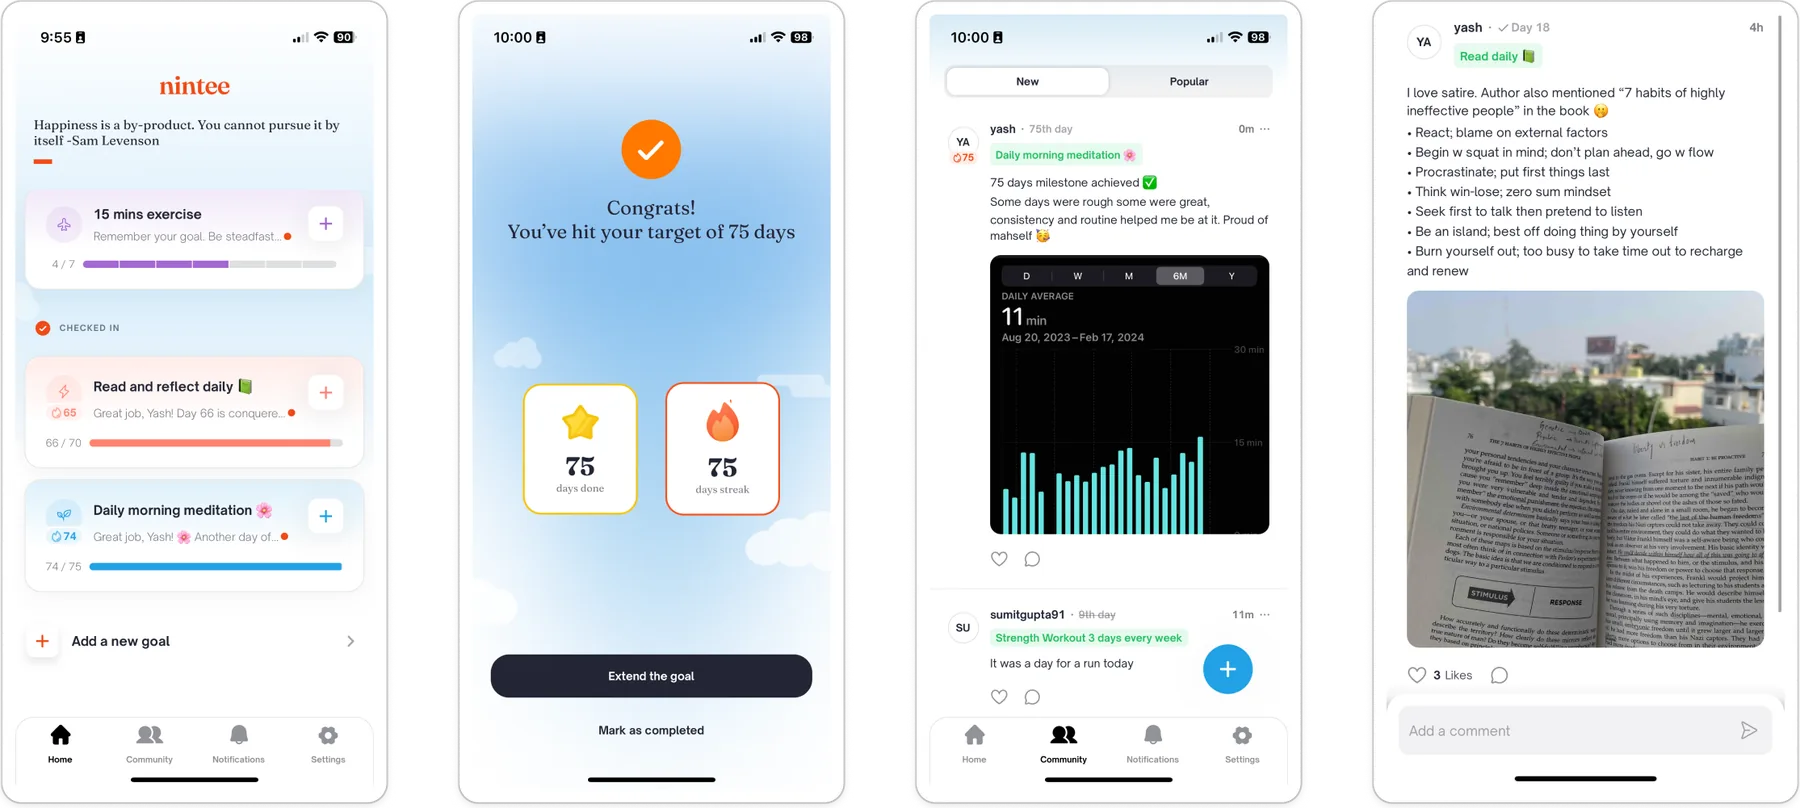 9:55
90
nintee
Happiness is a by-product. You cannot pursue it by
itself -Sam Levenson
15 mins exercise
Remember your goal. Be steadfast...
4 / 7
CHECKED IN
Read and reflect daily
65
Great job, Yash! Day 66 is conquere...
66 / 70
Daily morning meditation
74
Great job, Yash! 🌸 Another day of...
74 / 75
Add a new goal
Home
Community
Notifications
Settings
10:00
98
Congrats!
You've hit your target of 75 days
75
days done
75
days streak
Extend the goal
Mark as completed
10:00
98
New
Popular
YA
75
yash · 75th day
0m ···
Daily morning meditation 🌸
75 days milestone achieved ✅
Some days were rough some were great,
consistency and routine helped me be at it. Proud of
mahself 🥳
D W M 6M Y
DAILY AVERAGE
11 min
Aug 20, 2023–Feb 17, 2024
30 min
15 min
SU
sumitgupta91 · 9th day
11m ···
Strength Workout 3 days every week
It was a day for a run today
Home
Community
Notifications
Settings
YA
yash · ✓ Day 18
4h
Read daily 📗
I love satire. Author also mentioned “7 habits of highly
ineffective people” in the book 🤭
• React; blame on external factors
• Begin w squat in mind; don’t plan ahead, go w flow
• Procrastinate; put first things last
• Think win-lose; zero sum mindset
• Seek first to talk then pretend to listen
• Be an island; best off doing thing by yourself
• Burn yourself out; too busy to take time out to recharge
and renew
STIMULUS
RESPONSE
3 Likes
Add a comment